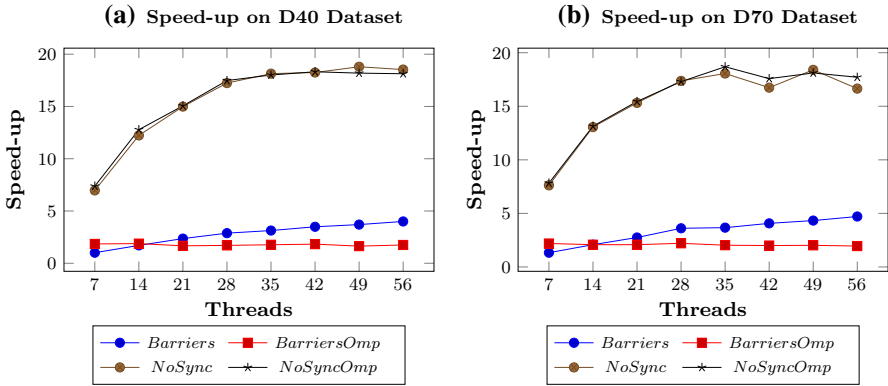 (a) Speed-up on D40 Dataset
Speed-up
20
15
10
5
0
7 14 21 28 35 42 49 56
Threads
Barriers BarriersOmp
NoSync NoSyncOmp
(b) Speed-up on D70 Dataset
Speed-up
20
15
10
5
0
7 14 21 28 35 42 49 56
Threads
Barriers BarriersOmp
NoSync NoSyncOmp